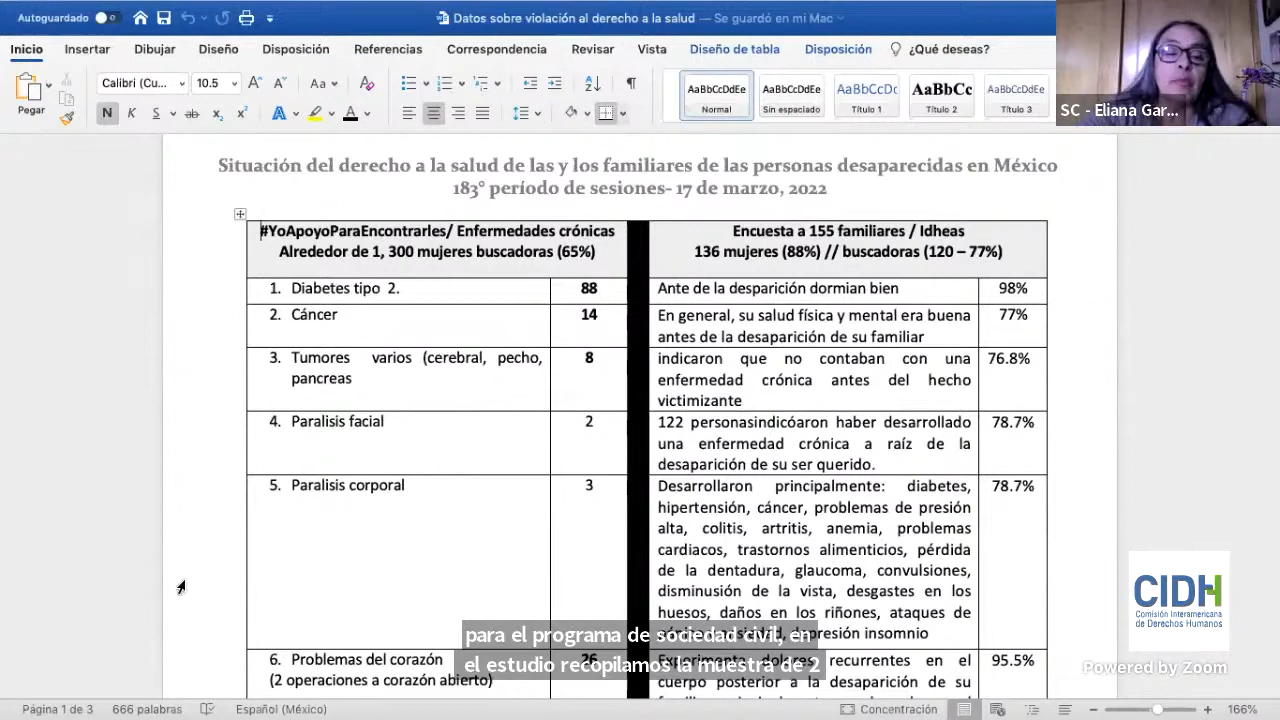 Autoguardado
Datos sobre violación al derecho a la salud — Se guardó en mi Mac
Inicio Insertar Dibujar Diseño Disposición Referencias Correspondencia Revisar Vista Diseño de tabla Disposición ¿Qué deseas?
Pegar
Calibri (Cu... 10.5
N K S ab
AaBbCcDdEe
Normal
AaBbCcDdEe
Sin espaciado
AaBbCcDc
Título 1
AaBbCc
Título 2
AaBbCcDdEe
Título 3
SC - Eliana Gar...
Situación del derecho a la salud de las y los familiares de las personas desaparecidas en México
183° período de sesiones- 17 de marzo, 2022
#YoApoyoParaEncontrarles/ Enfermedades crónicas
Alrededor de 1, 300 mujeres buscadoras (65%)
Encuesta a 155 familiares / Idheas
136 mujeres (88%) // buscadoras (120 – 77%)
1. Diabetes tipo 2. 88
Ante de la desparición dormian bien 98%
2. Cáncer 14
En general, su salud física y mental era buena 77%
antes de la desaparición de su familiar
3. Tumores varios (cerebral, pecho, 8
pancreas
indicaron que no contaban con una 76.8%
enfermedad crónica antes del hecho
victimizante
4. Paralisis facial 2
122 personasindicóaron haber desarrollado 78.7%
una enfermedad crónica a raíz de la
desaparición de su ser querido.
5. Paralisis corporal 3
Desarrollaron principalmente: diabetes, 78.7%
hipertensión, cáncer, problemas de presión
alta, colitis, artritis, anemia, problemas
cardiacos, trastornos alimenticios, pérdida
de la dentadura, glaucoma, convulsiones,
disminusión de la vista, desgastes en los
huesos, daños en los riñones, ataques de
depresión insomnio
6. Problemas del corazón 26
(2 operaciones a corazón abierto)
Experimenta dolores recurrentes en el 95.5%
cuerpo posterior a la desaparición de su
para el programa de sociedad civil, en
el estudio recopilamos la muestra de 2
CIDH
Comisión Interamericana
de Derechos Humanos
Powered by Zoom
Página 1 de 3 666 palabras Español (México) Concentración 166%